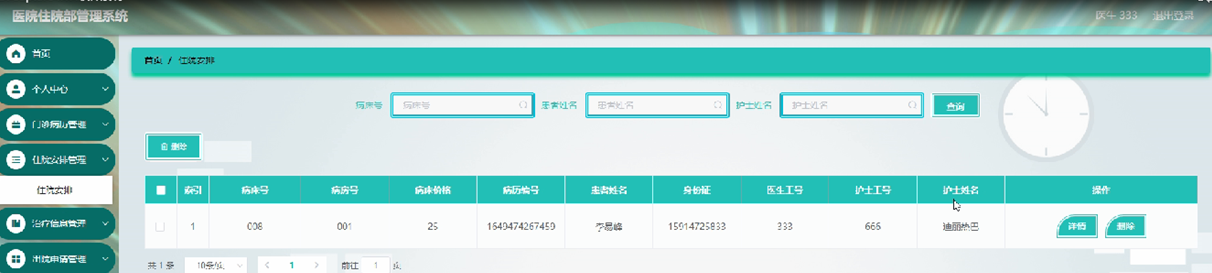 医院住院部管理系统
医生 333 退出登录
首页
个人中心
门诊病历管理
住院安排管理
住院安排
治疗信息管理
出院申请管理
首页 / 住院安排
病床号 病床号 患者姓名 患者姓名 护士姓名 护士姓名 查询
删除
索引 病床号 病房号 病床价格 病历编号 患者姓名 身份证 医生工号 护士工号 护士姓名 操作
1 008 001 25 1649474267459 李易峰 15914725833 333 666 迪丽热巴 详情 删除
共 1 条 10条/页 1 前往 1 页